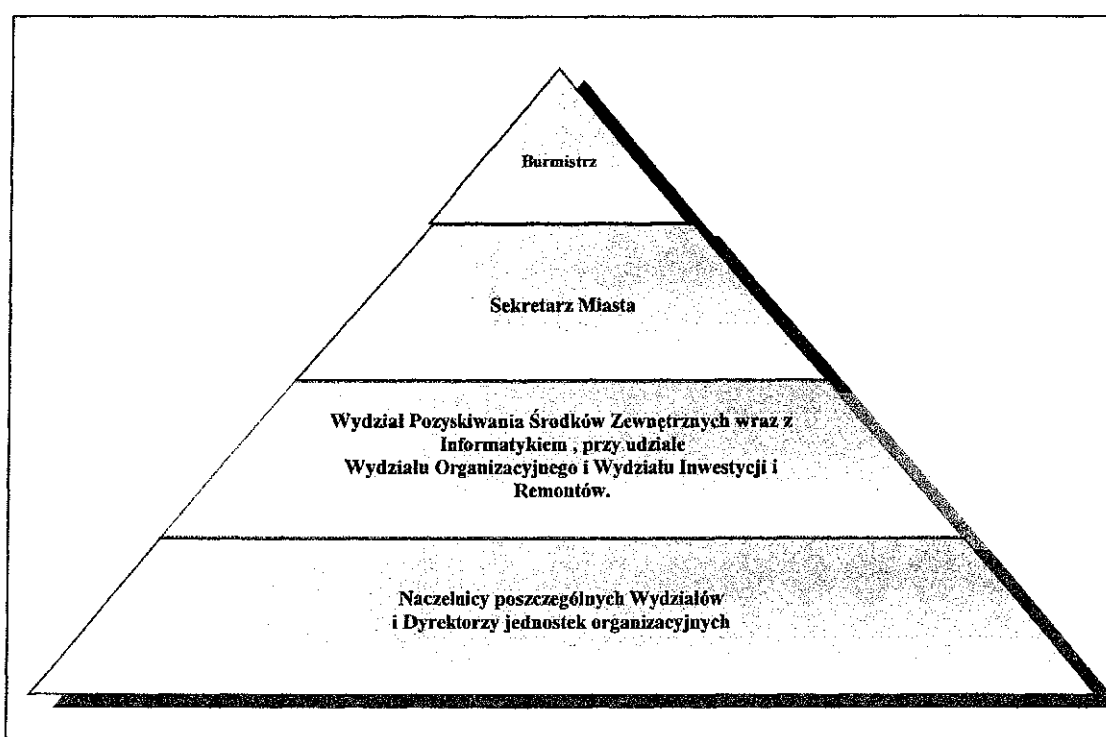 Burmistrz
Sekretarz Miasta
Wydział Pozyskiwania Środków Zewnętrznych wraz z
Informatykiem , przy udziale
Wydziału Organizacyjnego i Wydziału Inwestycji i
Remontów.
Naczelnicy poszczególnych Wydziałów
i Dyrektorzy jednostek organizacyjnych